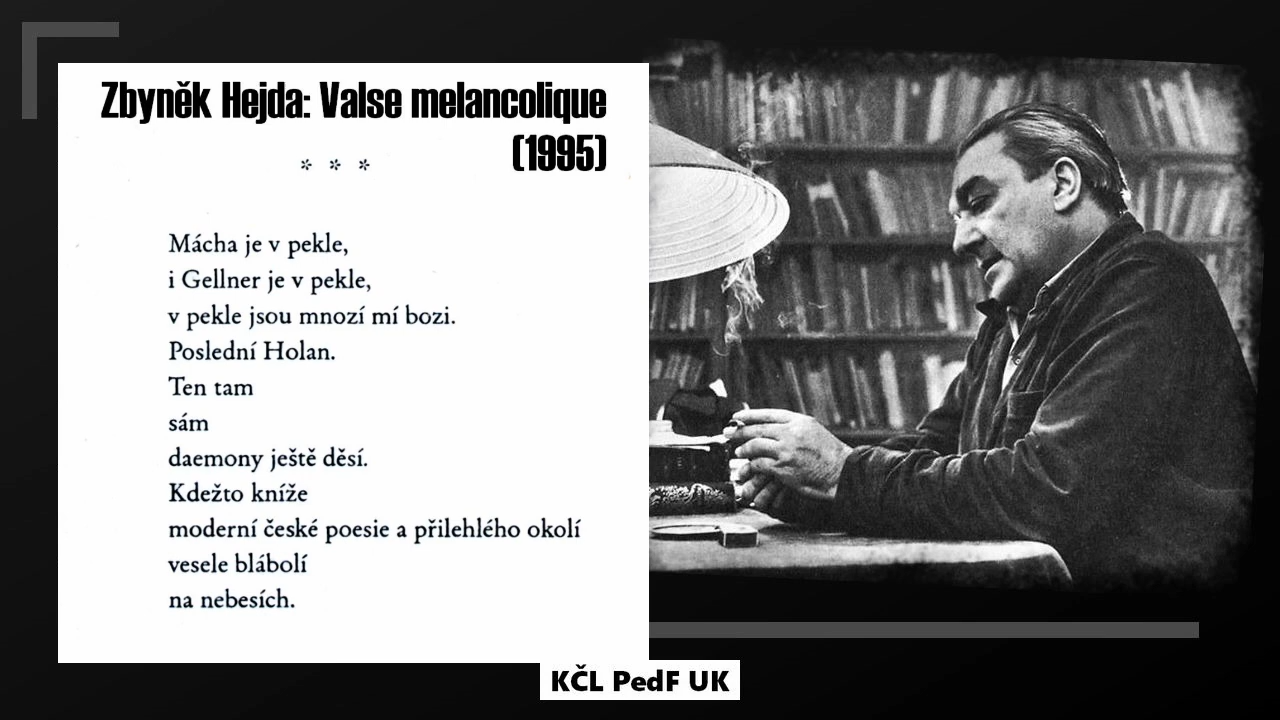 Zbyněk Hejda: Valse melancolique
(1995)
* * *
Mácha je v pekle,
i Gellner je v pekle,
v pekle jsou mnozí mí bozi.
Poslední Holan.
Ten tam
sám
daemony ještě děsí.
Kdežto kníže
moderní české poesie a přilehlého okolí
vesele blábolí
na nebesích.
KČL PedF UK